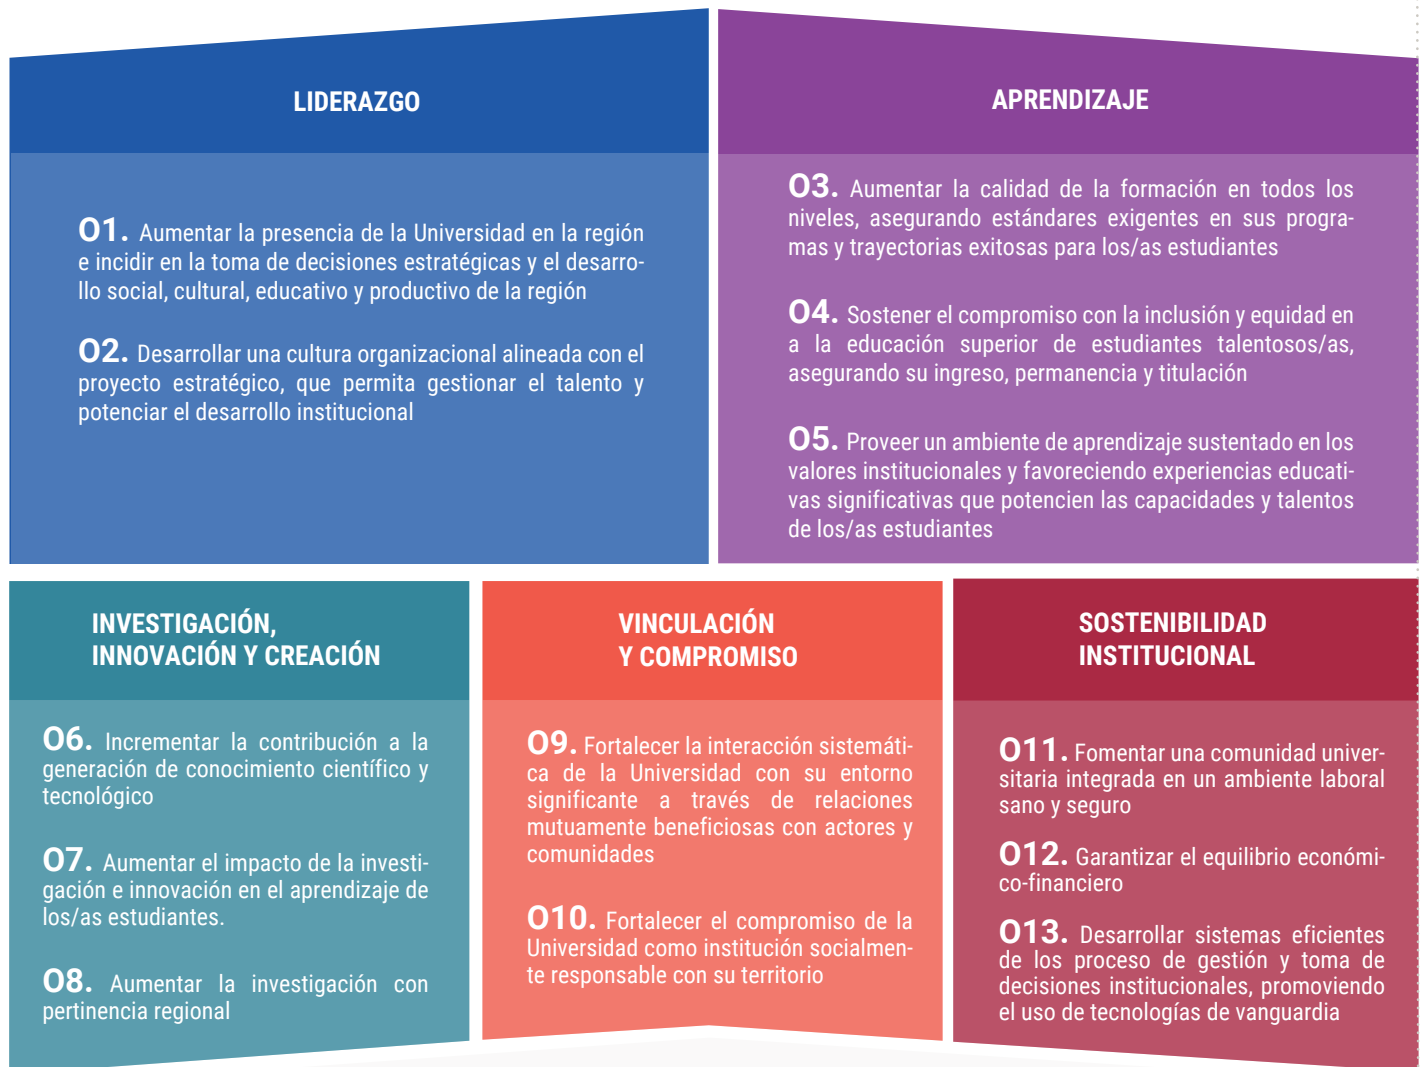 LIDERAZGO
O1. Aumentar la presencia de la Universidad en la región
e incidir en la toma de decisiones estratégicas y el desarro-
llo social, cultural, educativo y productivo de la región
O2. Desarrollar una cultura organizacional alineada con el
proyecto estratégico, que permita gestionar el talento y
potenciar el desarrollo institucional
APRENDIZAJE
O3. Aumentar la calidad de la formación en todos los
niveles, asegurando estándares exigentes en sus progra-
mas y trayectorias exitosas para los/as estudiantes
O4. Sostener el compromiso con la inclusión y equidad en
a la educación superior de estudiantes talentosos/as,
asegurando su ingreso, permanencia y titulación
O5. Proveer un ambiente de aprendizaje sustentado en los
valores institucionales y favoreciendo experiencias educati-
vas significativas que potencien las capacidades y talentos
de los/as estudiantes
INVESTIGACIÓN,
INNOVACIÓN Y CREACIÓN
O6. Incrementar la contribución a la
generación de conocimiento científico y
tecnológico
O7. Aumentar el impacto de la investi-
gación e innovación en el aprendizaje de
los/as estudiantes.
O8. Aumentar la investigación con
pertinencia regional
VINCULACIÓN
Y COMPROMISO
O9. Fortalecer la interacción sistemáti-
ca de la Universidad con su entorno
significante a través de relaciones
mutuamente beneficiosas con actores y
comunidades
O10. Fortalecer el compromiso de la
Universidad como institución socialmen-
te responsable con su territorio
SOSTENIBILIDAD
INSTITUCIONAL
O11. Fomentar una comunidad univer-
sitaria integrada en un ambiente laboral
sano y seguro
O12. Garantizar el equilibrio económi-
co-financiero
O13. Desarrollar sistemas eficientes
de los proceso de gestión y toma de
decisiones institucionales, promoviendo
el uso de tecnologías de vanguardia